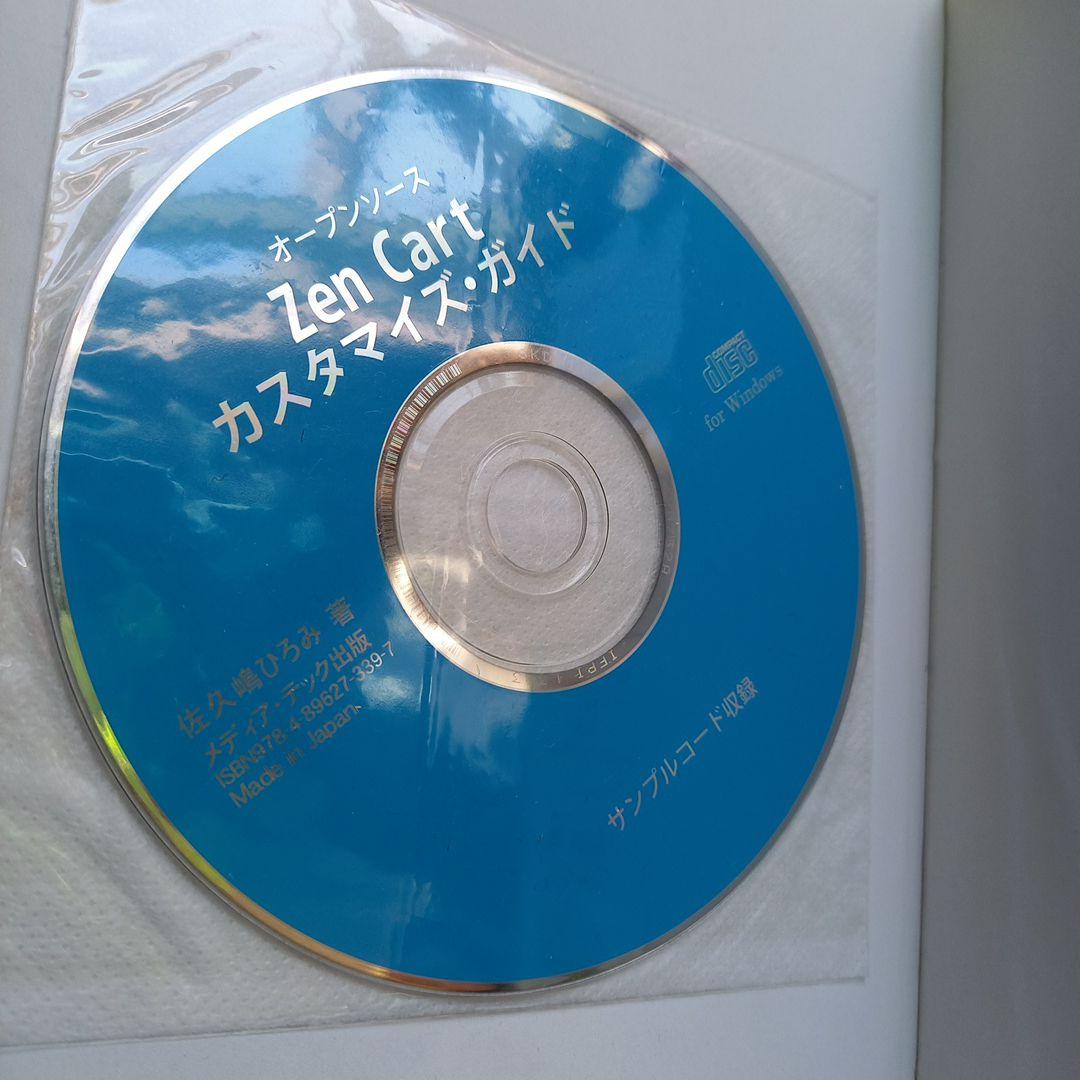 オープンソース
Zen Cart
カスタマイズ・ガイド
COMPACT
disc
for Windows
佐久嶋ひろみ 著
メディア・テック出版
ISBN978-4-89627-339-7
Made in Japan
サンプルコード収録